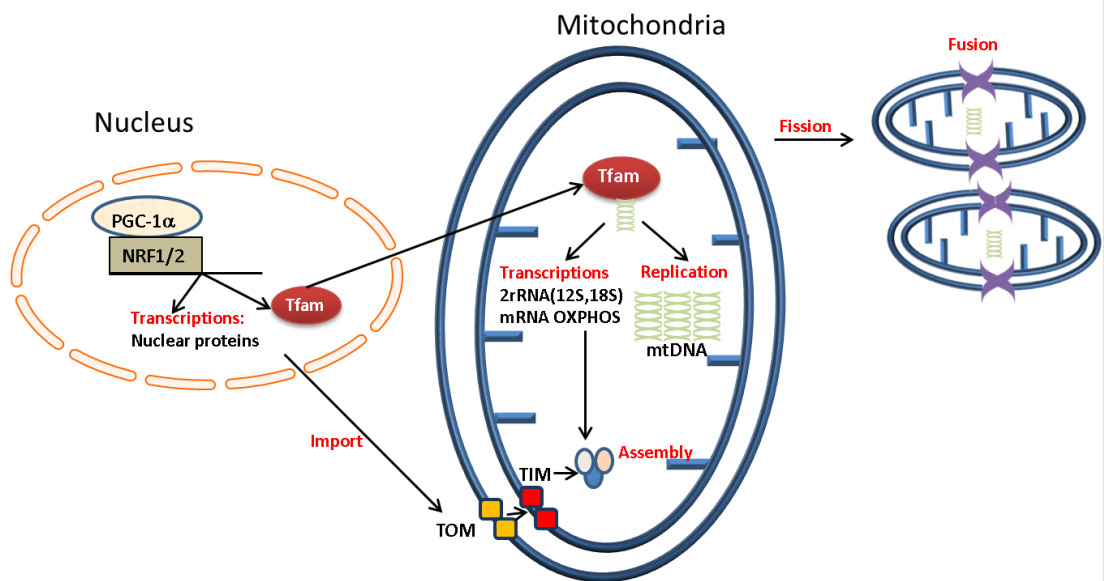 Mitochondria
Nucleus
PGC-1α
NRF1/2
Transcriptions:
Nuclear proteins
Tfam
Import
TOM
TIM
Tfam
Transcriptions
2rRNA(12S,18S)
mRNA OXPHOS
Replication
mtDNA
Assembly
Fission
Fusion